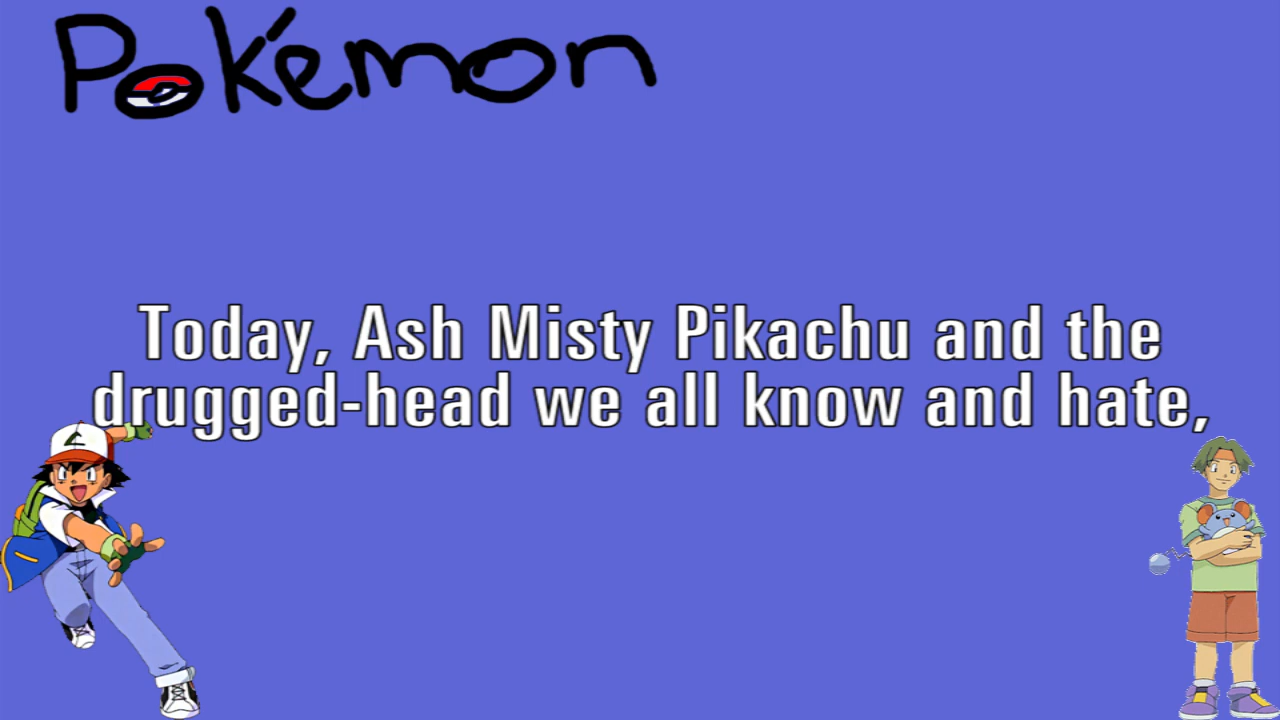 Pokémon
Today, Ash Misty Pikachu and the
drugged-head we all know and hate,